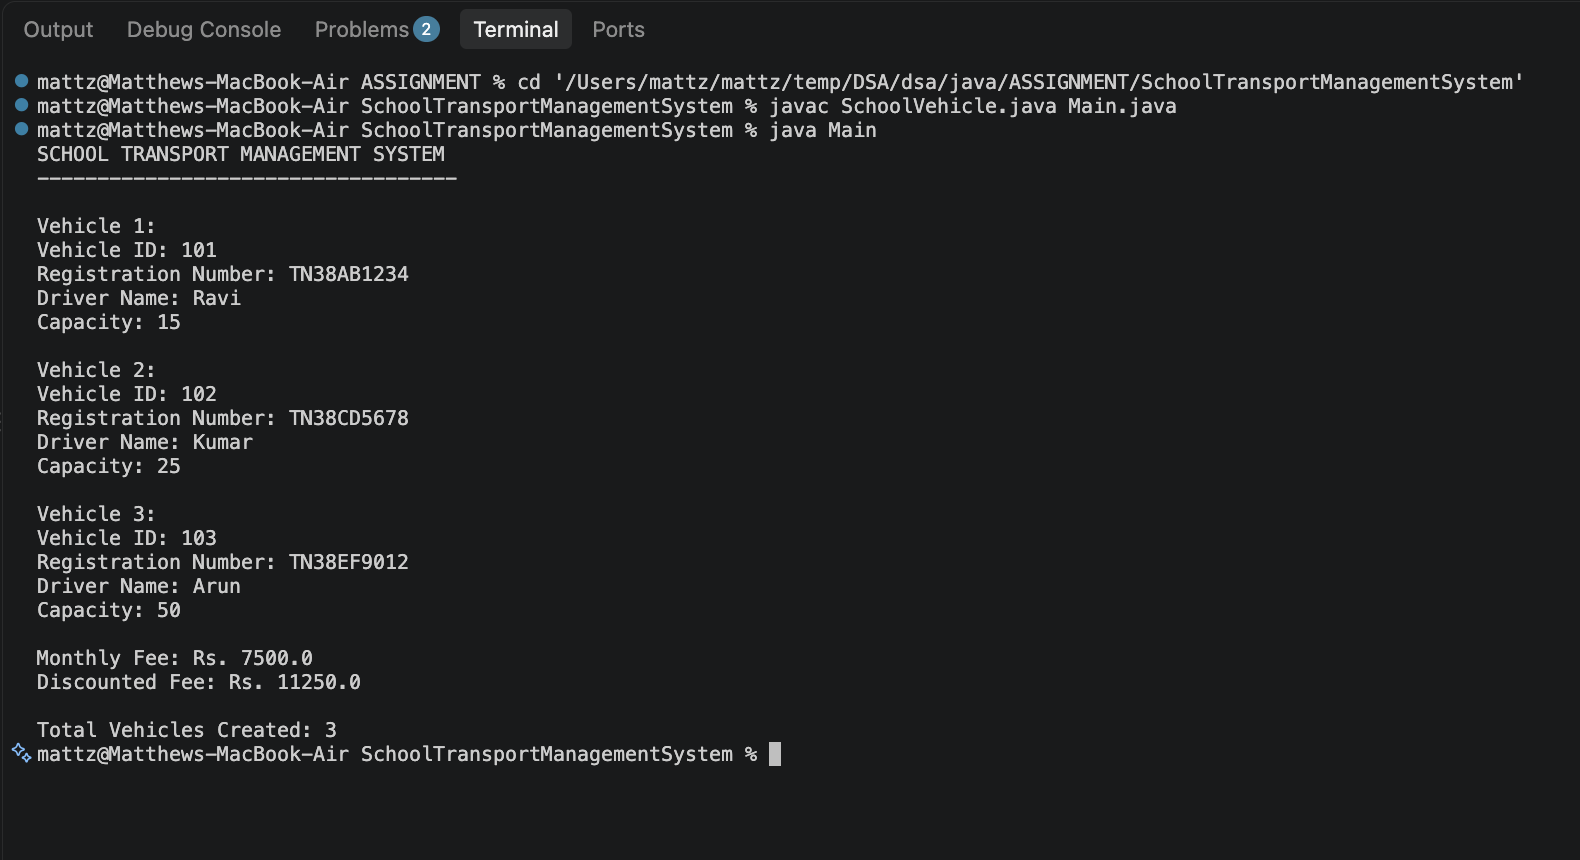 Output Debug Console Problems 2 Terminal Ports
mattz@Matthews-MacBook-Air ASSIGNMENT % cd '/Users/mattz/mattz/temp/DSA/dsa/java/ASSIGNMENT/SchoolTransportManagementSystem'
mattz@Matthews-MacBook-Air SchoolTransportManagementSystem % javac SchoolVehicle.java Main.java
mattz@Matthews-MacBook-Air SchoolTransportManagementSystem % java Main
SCHOOL TRANSPORT MANAGEMENT SYSTEM
-----------------------------------
Vehicle 1:
Vehicle ID: 101
Registration Number: TN38AB1234
Driver Name: Ravi
Capacity: 15
Vehicle 2:
Vehicle ID: 102
Registration Number: TN38CD5678
Driver Name: Kumar
Capacity: 25
Vehicle 3:
Vehicle ID: 103
Registration Number: TN38EF9012
Driver Name: Arun
Capacity: 50
Monthly Fee: Rs. 7500.0
Discounted Fee: Rs. 11250.0
Total Vehicles Created: 3
mattz@Matthews-MacBook-Air SchoolTransportManagementSystem %